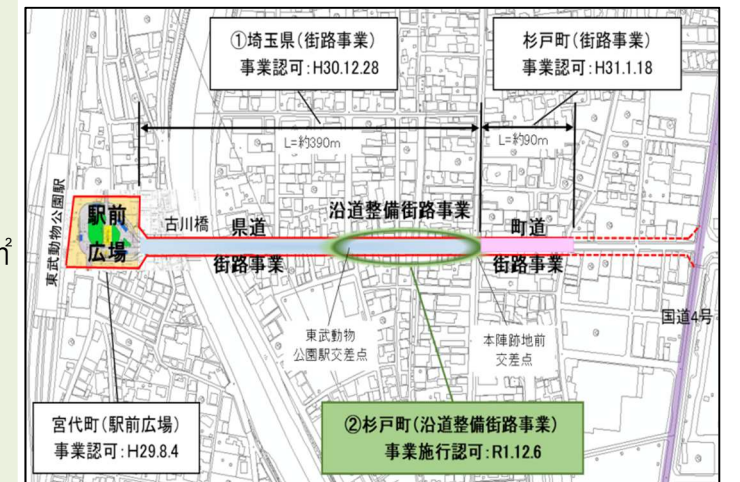 ①埼玉県(街路事業)
事業認可:H30.12.28
杉戸町(街路事業)
事業認可:H31.1.18
L=約390m
L=約90m
東武動物公園駅
駅前
広場
古川橋
県道
街路事業
沿道整備街路事業
町道
街路事業
㎡
国道4号
東武動物
公園駅交差点
本陣跡地前
交差点
宮代町(駅前広場)
事業認可:H29.8.4
②杉戸町(沿道整備街路事業)
事業施行認可:R1.12.6